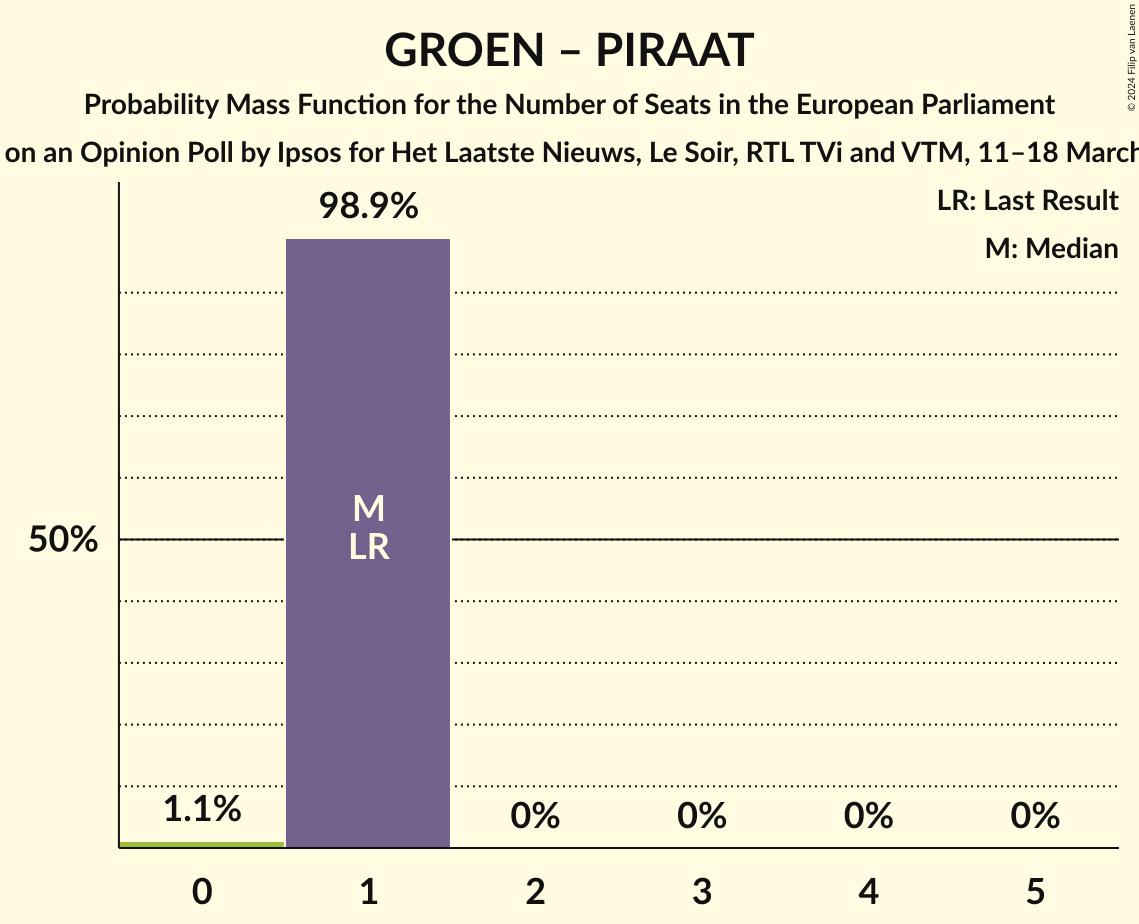 GROEN – PIRAAT
Probability Mass Function for the Number of Seats in the European Parliament
on an Opinion Poll by Ipsos for Het Laatste Nieuws, Le Soir, RTL TVi and VTM, 11–18 March
© 2024 Filip van Laenen
LR: Last Result
M: Median
98.9%
M
LR
50%
1.1%
0%
0%
0%
0%
0
1
2
3
4
5